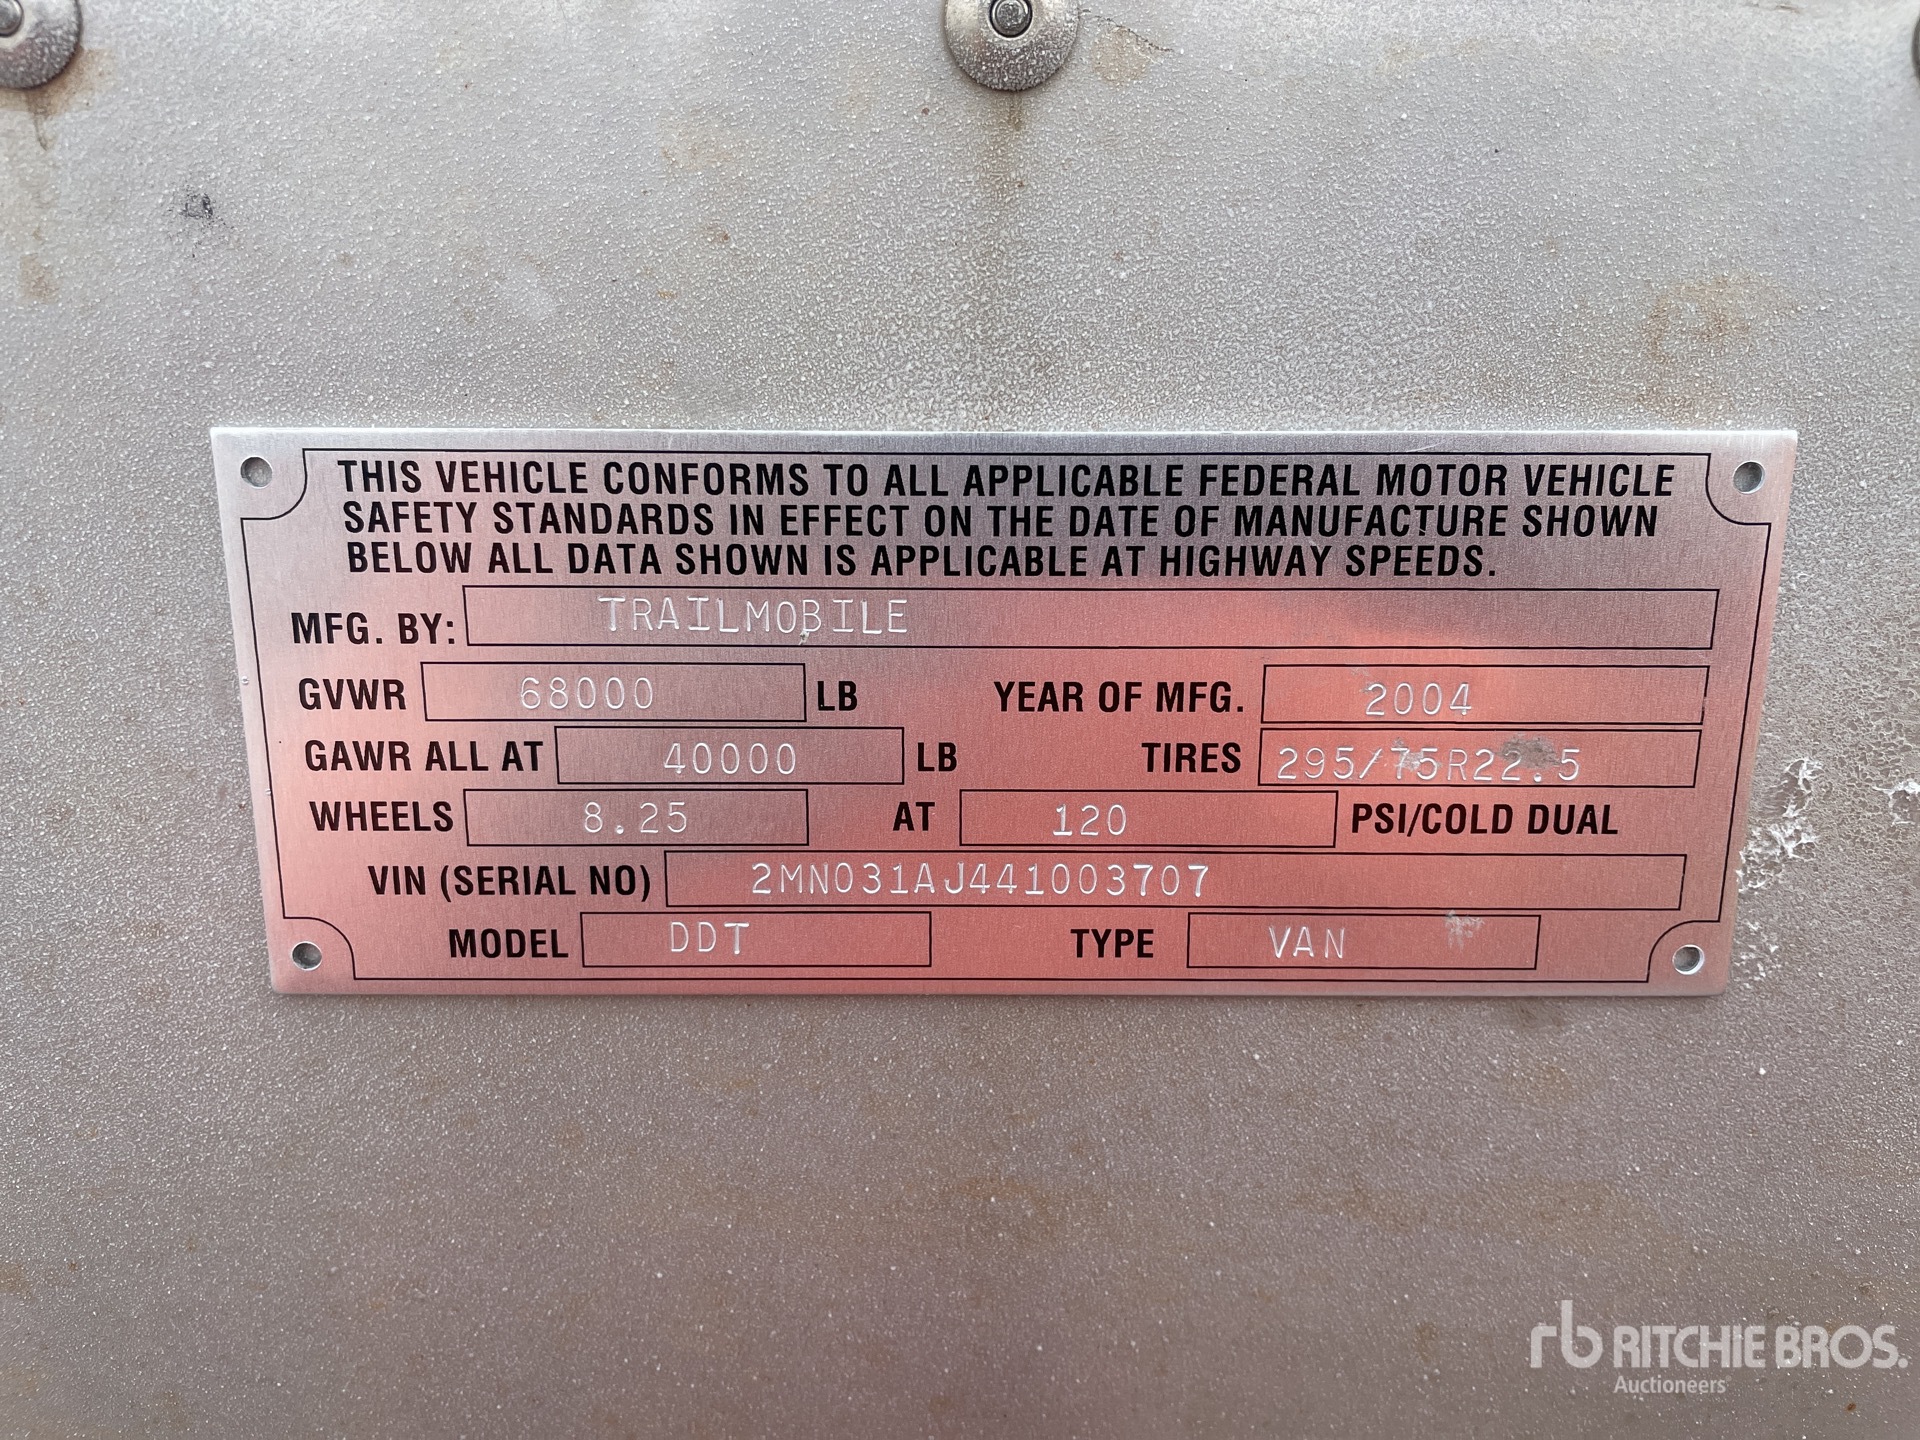 THIS VEHICLE CONFORMS TO ALL APPLICABLE FEDERAL MOTOR VEHICLE
SAFETY STANDARDS IN EFFECT ON THE DATE OF MANUFACTURE SHOWN
BELOW ALL DATA SHOWN IS APPLICABLE AT HIGHWAY SPEEDS.
MFG. BY: TRAILMOBILE
GVWR 68000 LB YEAR OF MFG. 2004
GAWR ALL AT 40000 LB TIRES 295/75R22.5
WHEELS 8.25 AT 120 PSI/COLD DUAL
VIN (SERIAL NO) 2MN031AJ441003707
MODEL DDT TYPE VAN
rb RITCHIE BROS.
Auctioneers